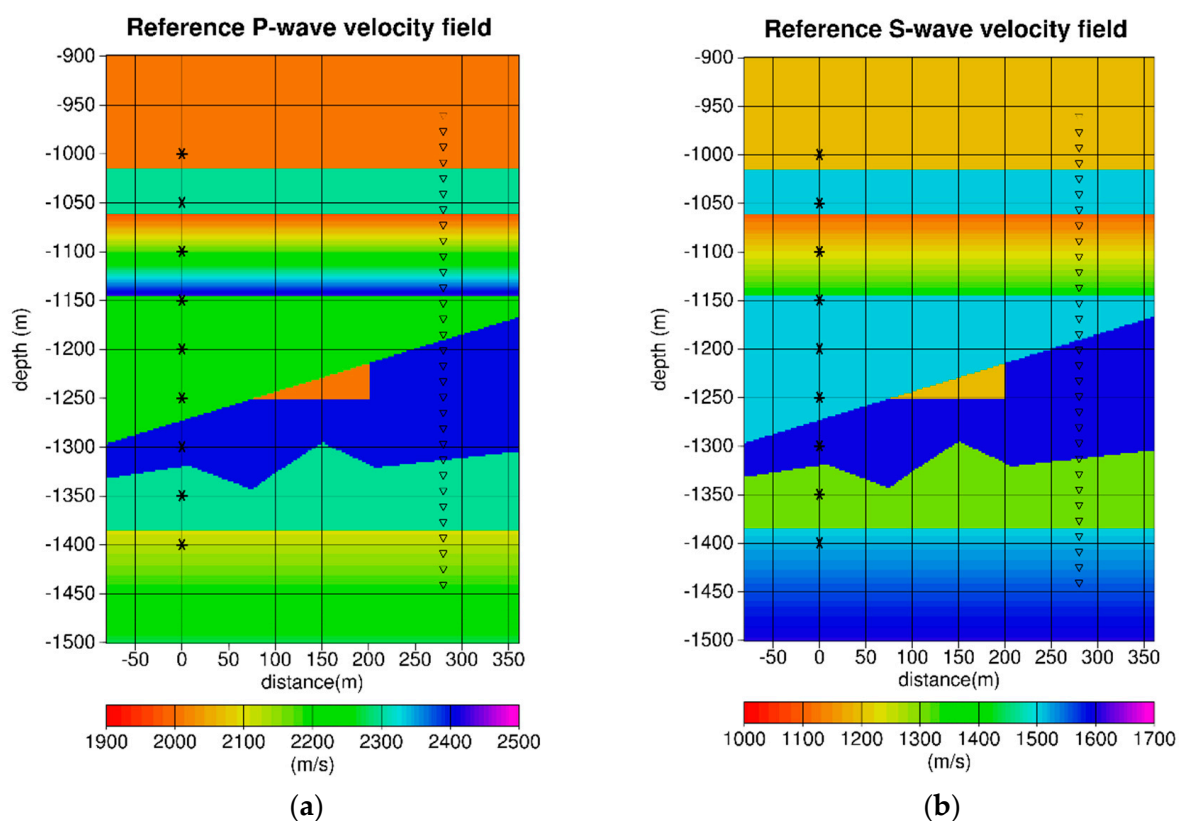 Reference P-wave velocity field
-900
-950
-1000
-1050
-1100
-1150
-1200
-1250
-1300
-1350
-1400
-1450
-1500
depth (m)
-50 0 50 100 150 200 250 300 350
distance(m)
1900 2000 2100 2200 2300 2400 2500
(m/s)
(a)
Reference S-wave velocity field
-900
-950
-1000
-1050
-1100
-1150
-1200
-1250
-1300
-1350
-1400
-1450
-1500
depth (m)
-50 0 50 100 150 200 250 300 350
distance(m)
1000 1100 1200 1300 1400 1500 1600 1700
(m/s)
(b)